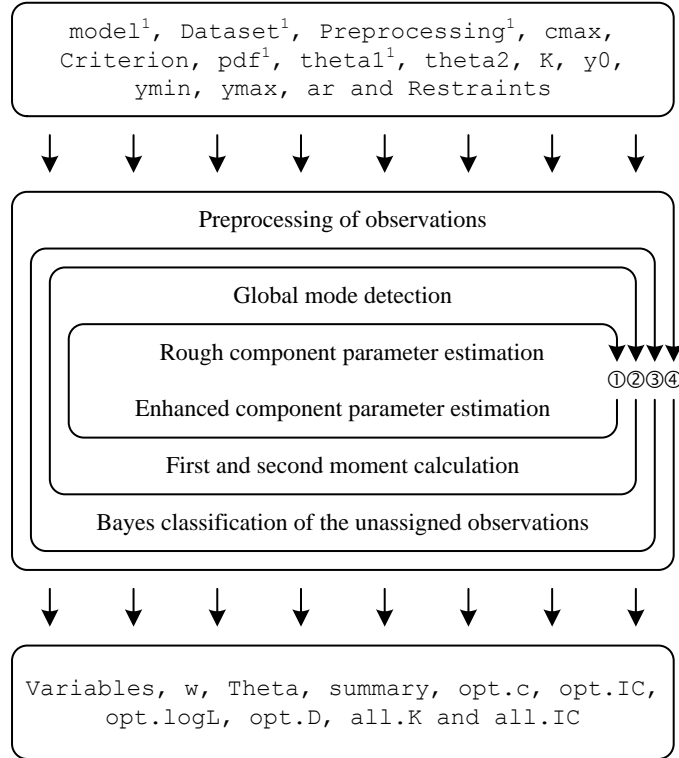 model¹, Dataset¹, Preprocessing¹, cmax,
Criterion, pdf¹, theta1¹, theta2, K, y0,
ymin, ymax, ar and Restraints
Preprocessing of observations
Global mode detection
Rough component parameter estimation
①②③④
Enhanced component parameter estimation
First and second moment calculation
Bayes classification of the unassigned observations
Variables, w, Theta, summary, opt.c, opt.IC,
opt.logL, opt.D, all.K and all.IC